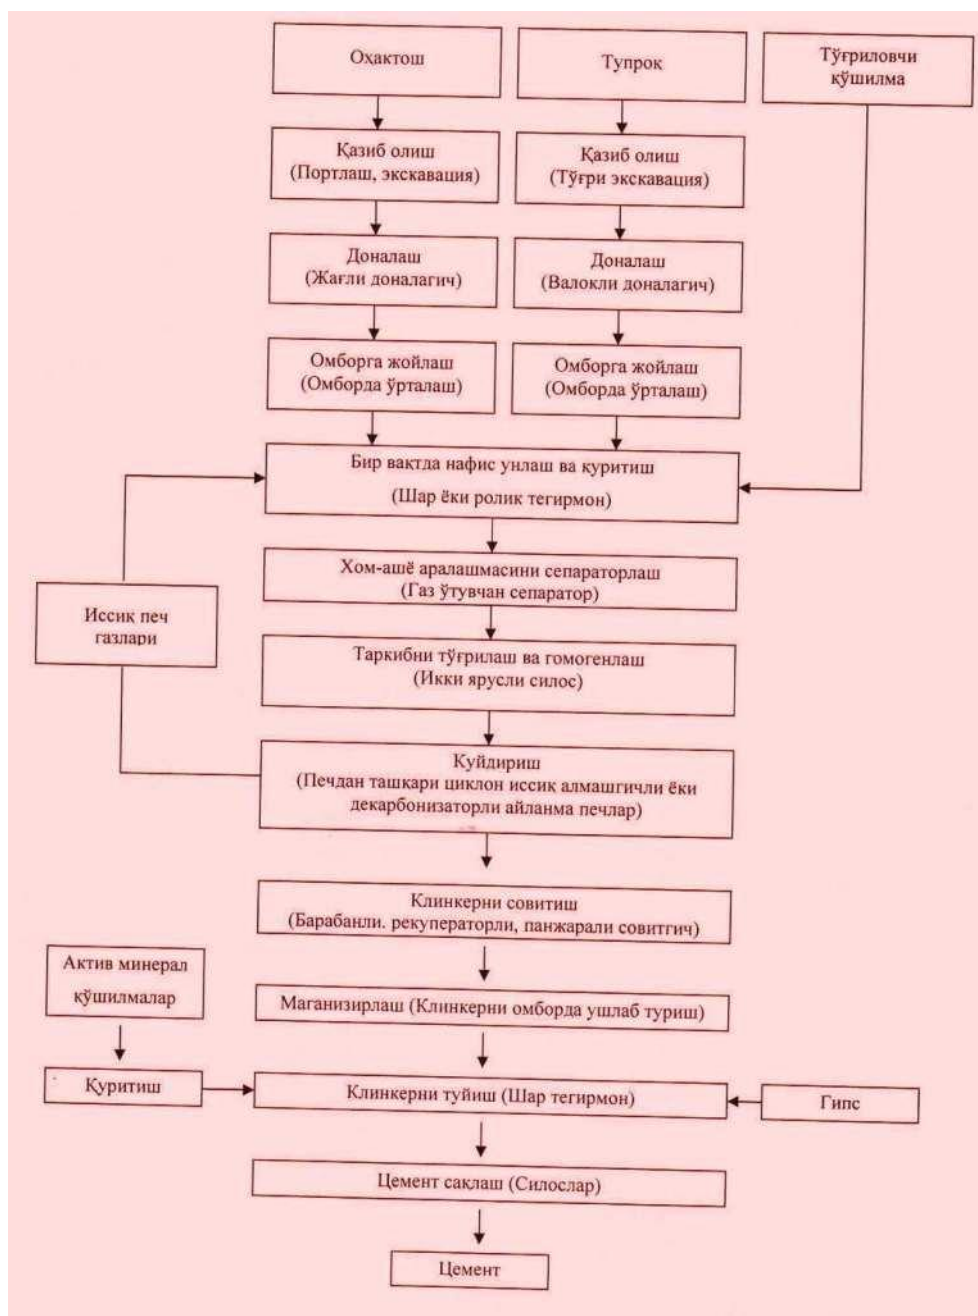 Оҳактош
Тупроқ
Тўғриловчи
қўшилма
Қазиб олиш
(Портлаш, экскавация)
Қазиб олиш
(Тўғри экскавация)
Доналаш
(Жағли доналагич)
Доналаш
(Валокли доналагич)
Омборга жойлаш
(Омборда ўрталаш)
Омборга жойлаш
(Омборда ўрталаш)
Бир вақтда нафис унлаш ва қуритиш
(Шар ёки ролик тегирмон)
Хом-ашё аралашмасини сепараторлаш
(Газ ўтувчан сепаратор)
Иссиқ печ
газлари
Таркибни тўғрилаш ва гомогенлаш
(Икки ярусли силос)
Куйдириш
(Печдан ташқари циклон иссиқ алмашгичли ёки
декарбонизаторли айланма печлар)
Клинкерни совитиш
(Барабанли. рекуператорли, панжарали совитгич)
Актив минерал
қўшилмалар
Маганизирлаш (Клинкерни омборда ушлаб туриш)
Қуритиш
Клинкерни туйиш (Шар тегирмон)
Гипс
Цемент сақлаш (Силослар)
Цемент